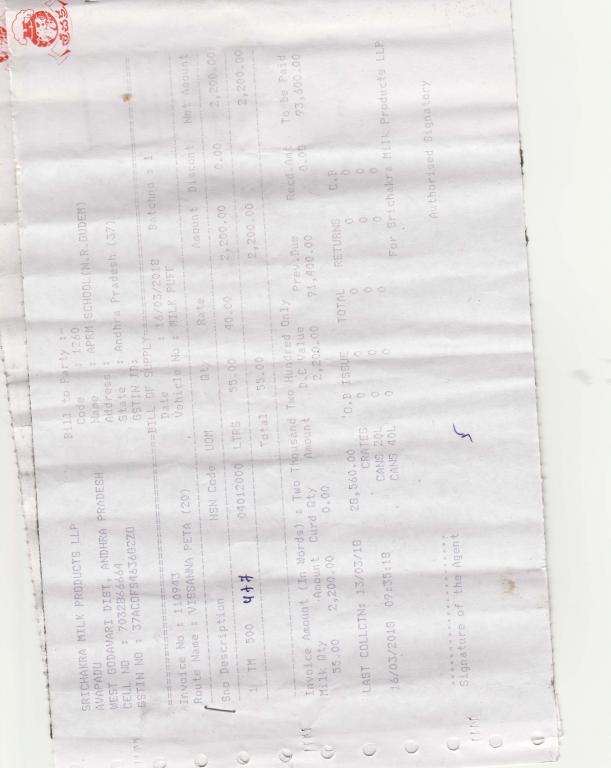 SRICHAKRA MILK PRODUCTS LLP
AVAPADU
WEST GODAVARI DIST, ANDHRA PRADESH
CELL NO : 7032866664
GSTIN NO : 37ACOFS4636G2Z0
Bill to Party :-
Code : 1260
Name : APRM SCHOOL(N.R.GUDEM)
Address :
State : Andhra Pradesh (37)
GSTIN ID:
BILL OF SUPPLY
Invoice No : 110943
Date : 16/03/2018 Batchno : 1
Route Name : VISSANNA PETA (20)
Vehicle No : MILK PUFF
Sno Description HSN Code UOM Qty Rate Amount Discont Net Amount
1 TM 500 04012000 LTRS 55.00 40.00 2,200.00 0.00 2,200.00
Total 55.00 2,200.00 2,200.00
Invoice Amount (In Words) : Two Thousand Two Hundred Only
Milk Qty Amount Curd Qty Amount D.C Value Prev.Due Recd.Amt To be Paid
55.00 2,200.00 0.00 2,200.00 71,400.00 0.00 73,600.00
LAST COLLCTN: 13/03/18 28,560.00 O.B ISSUE TOTAL RETURNS C.B
CRATES 0 0 0 0
CANS 20L 0 0 0 0
CANS 40L 0 0 0 0
16/03/2018 07:35:18
For Srichakra Milk Products LLP
Signature of the Agent
Authorised Signatory